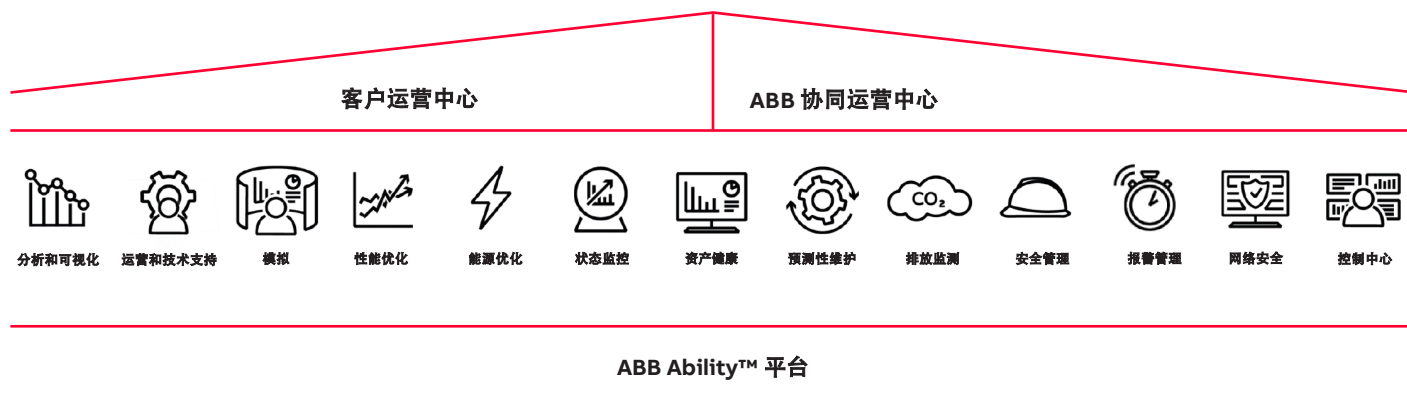 客户运营中心
ABB 协同运营中心
CO₂
分析和可视化
运营和技术支持
模拟
性能优化
能源优化
状态监控
资产健康
预测性维护
排放监测
安全管理
报警管理
网络安全
控制中心
ABB Ability™ 平台